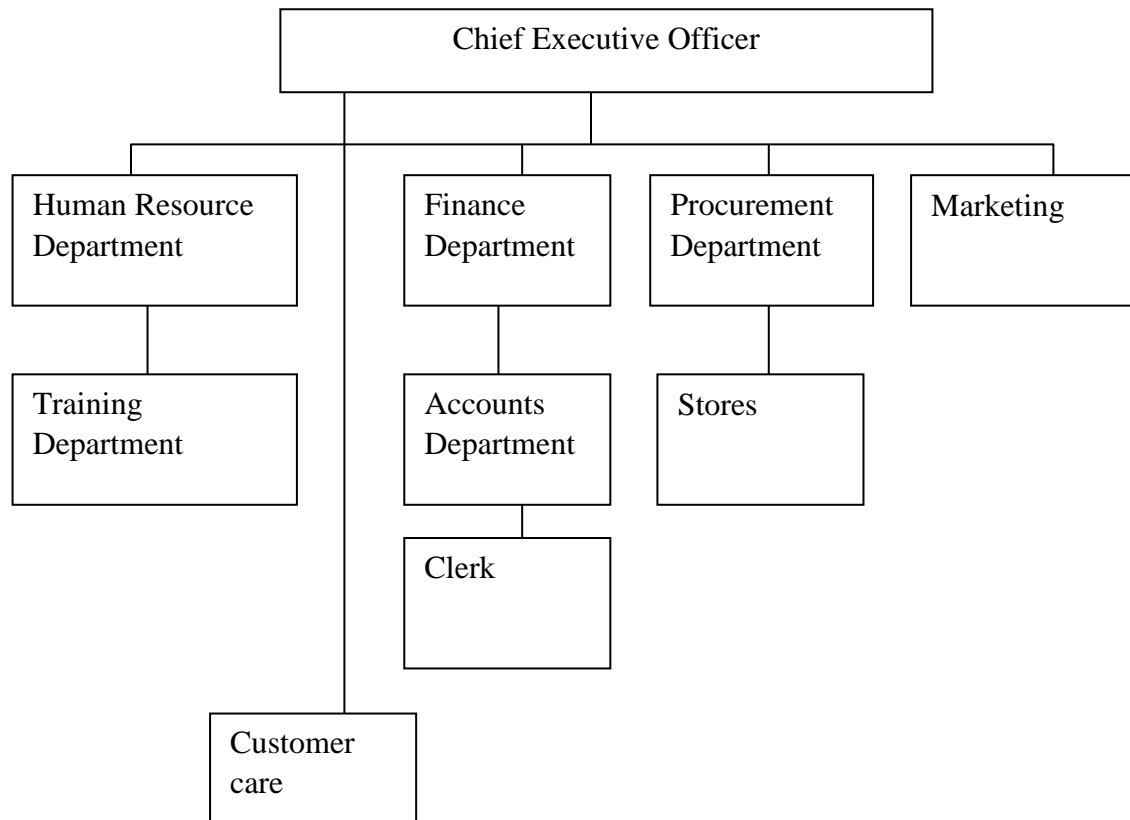 Chief Executive Officer
Human Resource
Department
Finance
Department
Procurement
Department
Marketing
Training
Department
Accounts
Department
Stores
Clerk
Customer
care